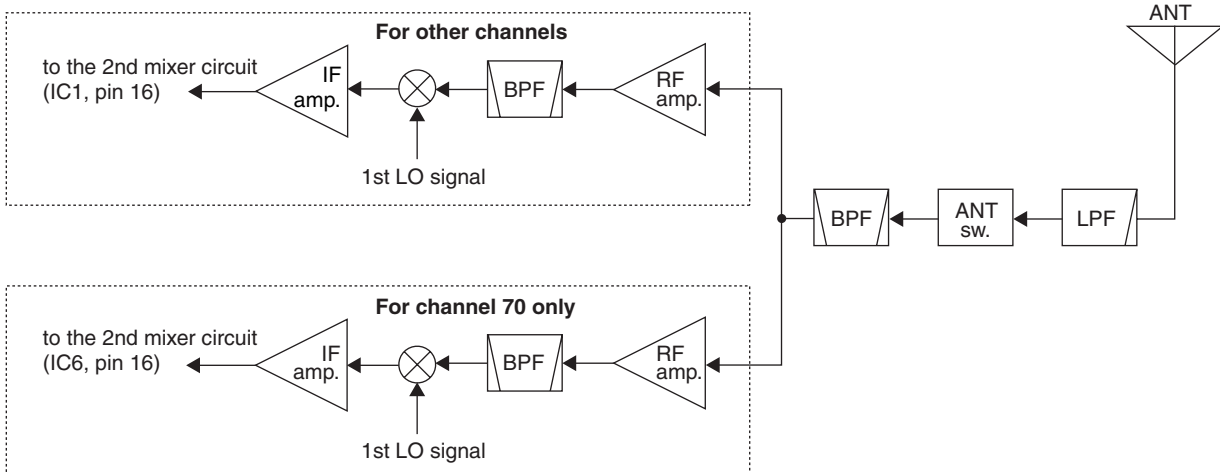 ANT
For other channels
to the 2nd mixer circuit
(IC1, pin 16)
IF
amp.
BPF
RF
amp.
1st LO signal
BPF
ANT
sw.
LPF
For channel 70 only
to the 2nd mixer circuit
(IC6, pin 16)
IF
amp.
BPF
RF
amp.
1st LO signal